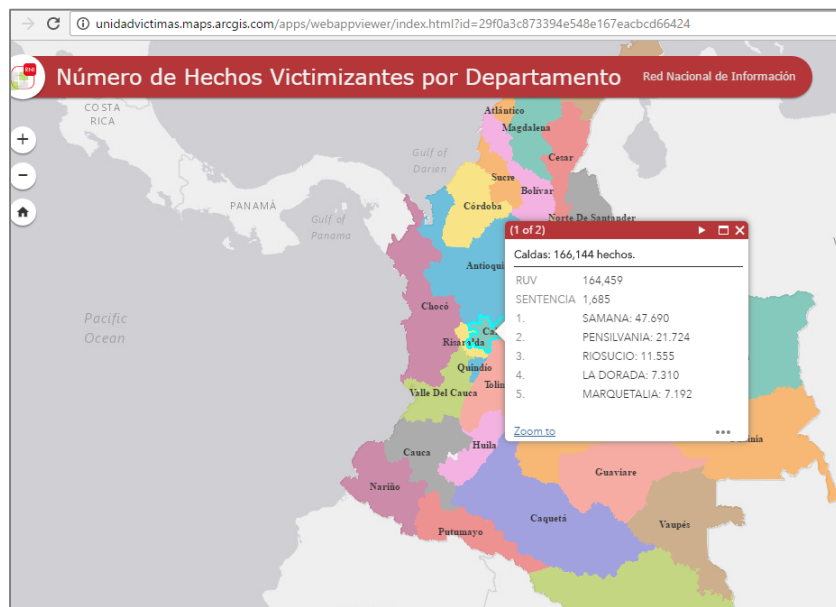 unidadvictimas.maps.arcgis.com/apps/webappviewer/index.html?id=29f0a3c873394e548e167eacbcd66424
RNI
Número de Hechos Victimizantes por Departamento
Red Nacional de Información
COSTA
RICA
Atlántico
Magdalena
Gulf of
Darien
Cesar
Sucre
Bolívar
PANAMÁ
Córdoba
Gulf of
Panama
Norte De Santander
(1 of 2)
Caldas: 166,144 hechos.
RUV 164,459
SENTENCIA 1,685
1. SAMANA: 47.690
2. PENSILVANIA: 21.724
3. RIOSUCIO: 11.555
4. LA DORADA: 7.310
5. MARQUETALIA: 7.192
Zoom to
Antioqui
Chocó
Pacific
Ocean
Ca
Risaralda
Quindío
Tolim
Valle Del Cauca
Huila
Cauca
Guaviare
Nariño
Caquetá
Vaupés
Putumayo